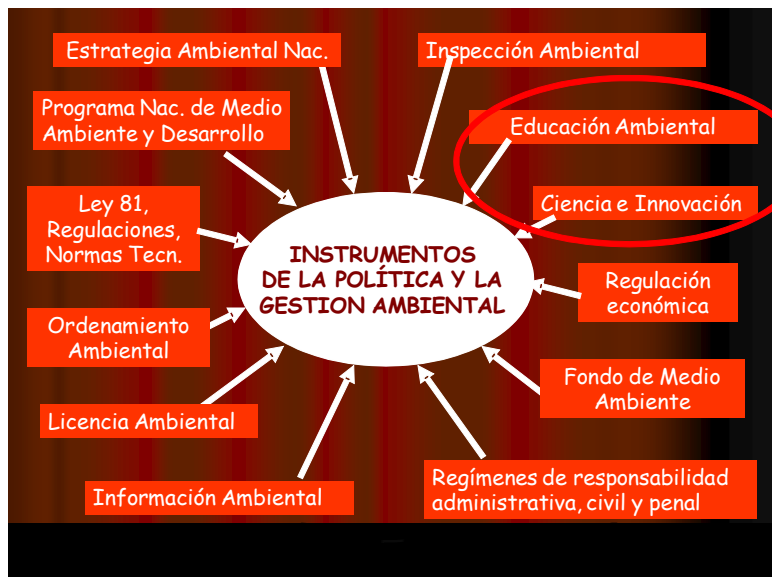 Estrategia Ambiental Nac.
Inspección Ambiental
Programa Nac. de Medio
Ambiente y Desarrollo
Educación Ambiental
Ley 81,
Regulaciones,
Normas Tecn.
Ciencia e Innovación
INSTRUMENTOS
DE LA POLÍTICA Y LA
GESTION AMBIENTAL
Regulación
económica
Ordenamiento
Ambiental
Fondo de Medio
Ambiente
Licencia Ambiental
Información Ambiental
Regímenes de responsabilidad
administrativa, civil y penal